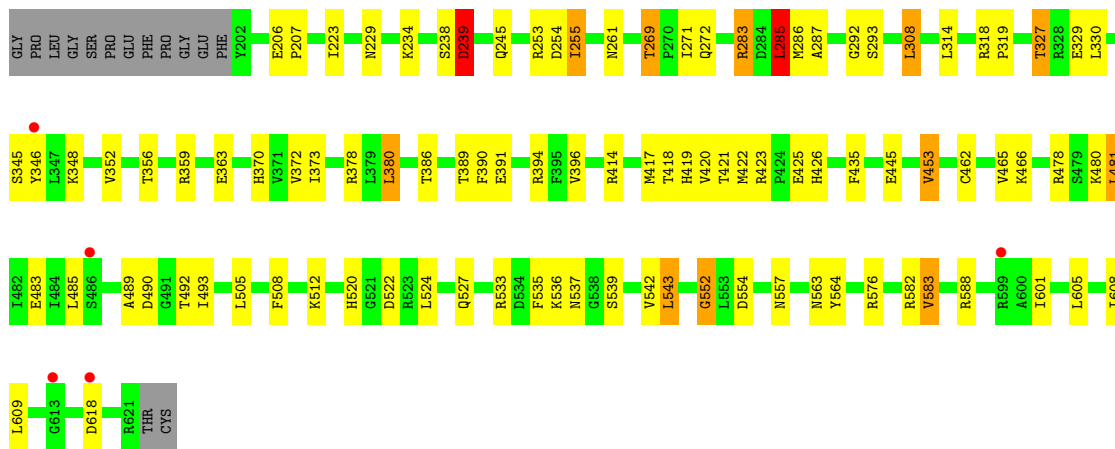 GLY PRO LEU GLY SER PRO GLU PHE PRO GLY GLU PHE Y202 E206 P207 I223 N229 K234 S238 D239 Q245 R253 D254 I255 N261 T269 P270 I271 Q272 R283 D284 L285 M286 A287 G292 S293 L308 L314 R318 P319 T327 R328 E329 L330
S345 Y346 L347 K348 V352 T356 R359 E363 H370 V371 V372 I373 R378 L379 L380 T386 T389 F390 E391 R394 F395 V396 R414 M417 T418 H419 V420 T421 M422 R423 P424 E425 H426 F435 E445 V453 C462 V465 K466 R478 S479 K480
I482 E483 I484 L485 S486 A489 D490 G491 T492 I493 L505 F508 K512 H520 G521 D522 R523 L524 Q527 R533 D534 F535 K536 N537 G538 S539 V542 L543 G552 L553 D554 N557 N563 Y564 R576 R582 V583 R588 R599 A600 I601 L605
L609 G613 D618 R621 THR CYS